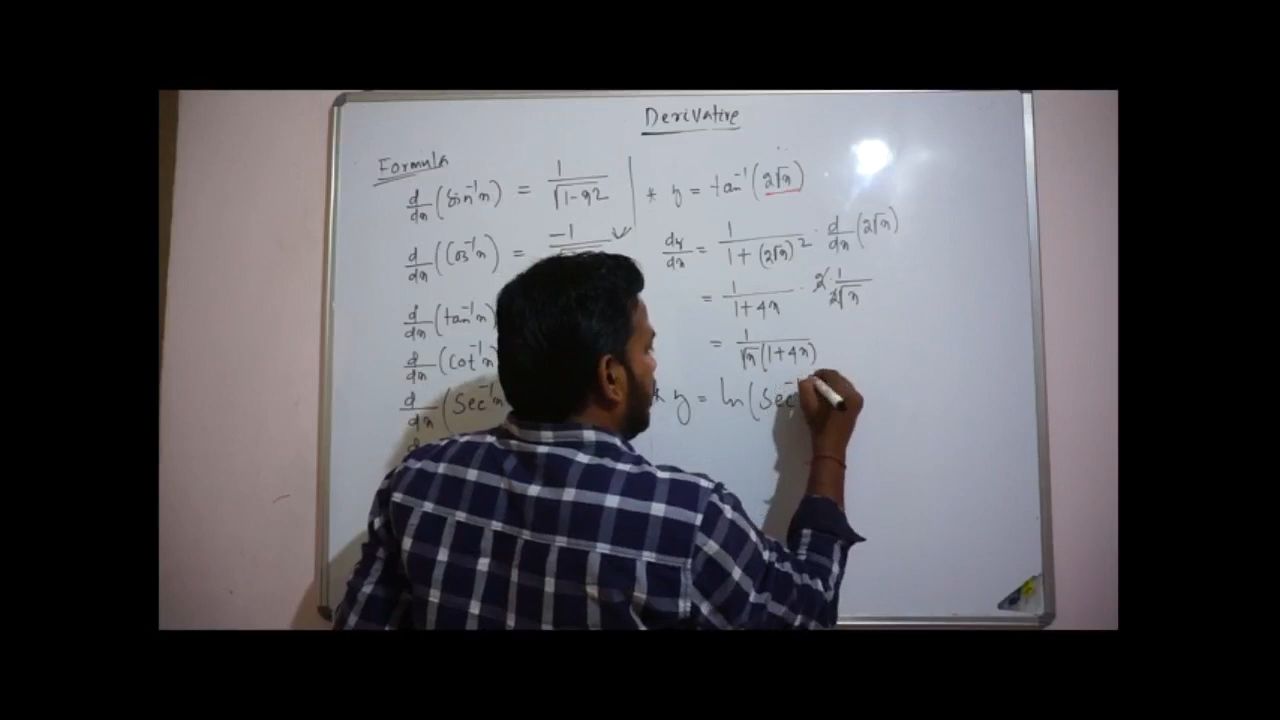 Derivative
Formula
d/dx (Sin⁻¹x) = 1/√1-x2
d/dx (Cos⁻¹x) = -1/
d/dx (tan⁻¹x)
d/dx (Cot⁻¹x)
d/dx (Sec⁻¹x
* y = tan⁻¹(2√x)
dy/dx = 1/1+(2√x)² · d/dx (2√x)
= 1/1+4x · 2·1/2√x
= 1/√x(1+4x)
* y = ln(Sec⁻¹